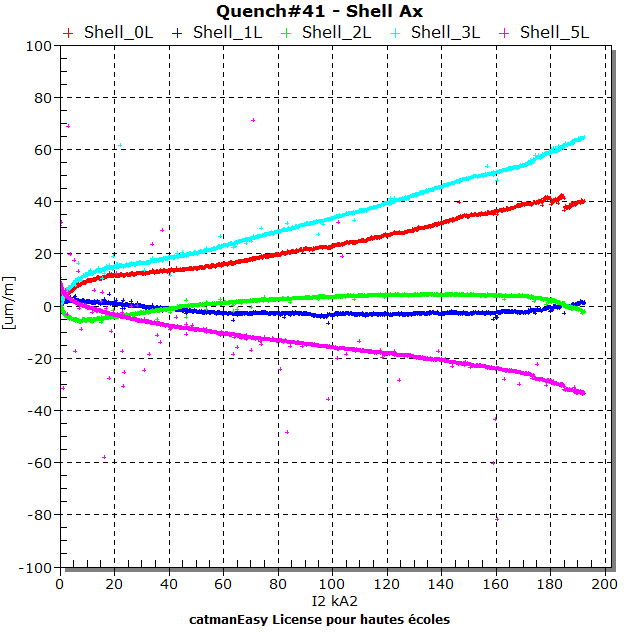 Quench#41 - Shell Ax
Shell_0L Shell_1L Shell_2L Shell_3L Shell_5L
100
80
60
40
20
0
-20
-40
-60
-80
-100
[um/m]
0 20 40 60 80 100 120 140 160 180 200
I2 kA2
catmanEasy License pour hautes écoles